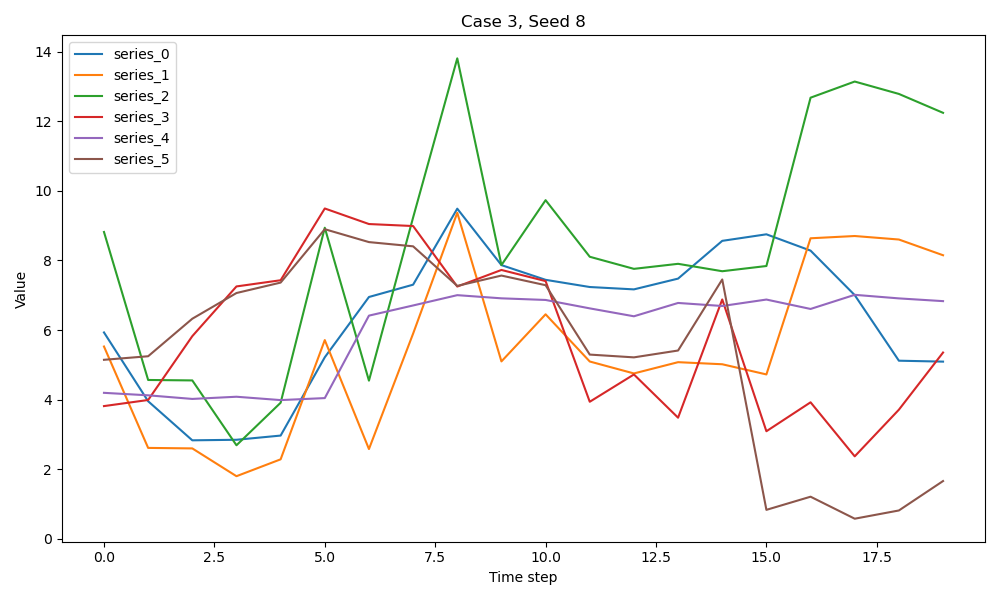 Case 3, Seed 8
14
12
10
8
6
4
2
0
Value
series_0
series_1
series_2
series_3
series_4
series_5
0.0 2.5 5.0 7.5 10.0 12.5 15.0 17.5
Time step